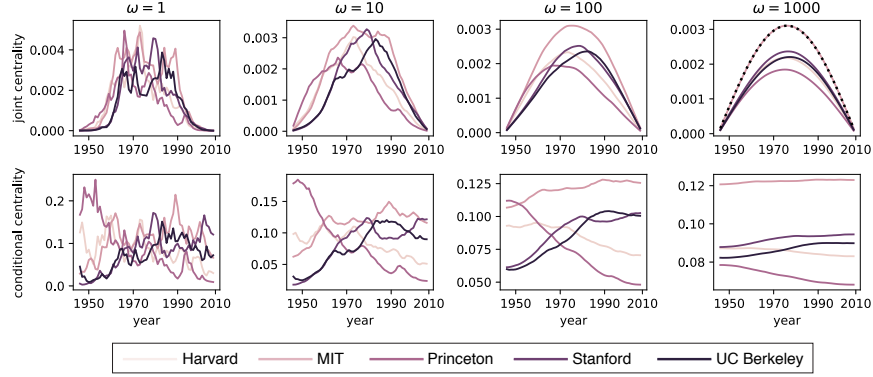 ω = 1 ω = 10 ω = 100 ω = 1000
joint centrality
0.004
0.002
0.000
1950 1970 1990 2010
0.003
0.002
0.001
0.000
1950 1970 1990 2010
0.003
0.002
0.001
0.000
1950 1970 1990 2010
0.003
0.002
0.001
0.000
1950 1970 1990 2010
conditional centrality
0.2
0.1
0.0
1950 1970 1990 2010
year
0.15
0.10
0.05
1950 1970 1990 2010
year
0.125
0.100
0.075
0.050
1950 1970 1990 2010
year
0.12
0.10
0.08
1950 1970 1990 2010
year
Harvard MIT Princeton Stanford UC Berkeley